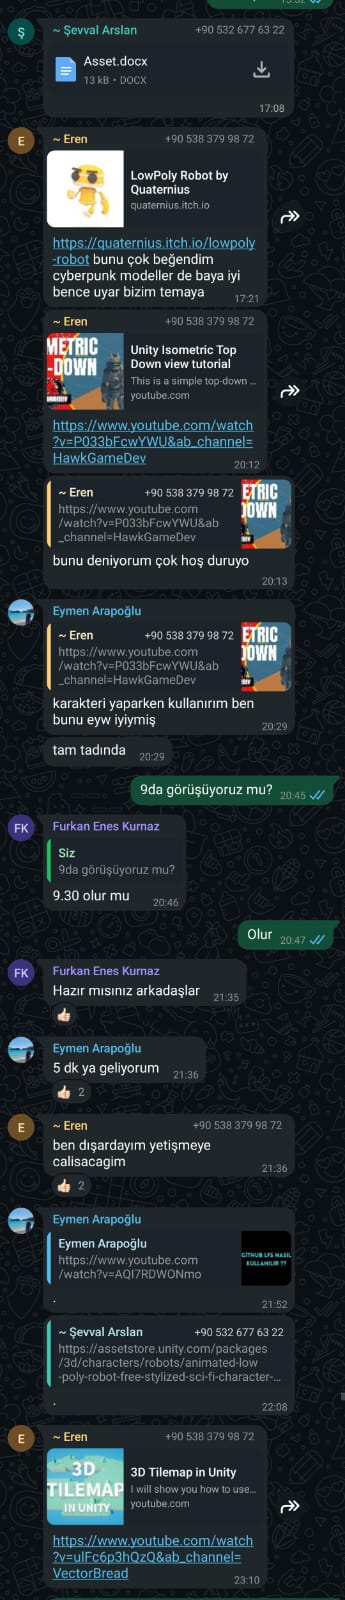 ~ Şevval Arslan +90 532 677 63 22
Asset.docx
13 kB • DOCX
17:08
~ Eren +90 538 379 98 72
LowPoly Robot by
Quaternius
quaternius.itch.io
https://quaternius.itch.io/lowpoly
-robot bunu çok beğendim
cyberpunk modeller de baya iyi
bence uyar bizim temaya
17:21
~ Eren +90 538 379 98 72
METRIC
-DOWN
Unity Isometric Top
Down view tutorial
This is a simple top-down ...
youtube.com
https://www.youtube.com/watch
?v=P033bFcwYWU&ab_channel=
HawkGameDev
20:12
~ Eren +90 538 379 98 72
https://www.youtube.com
/watch?v=P033bFcwYWU&ab
_channel=HawkGameDev
ETRIC
OWN
bunu deniyorum çok hoş duruyo
20:13
Eymen Arapoğlu
~ Eren +90 538 379 98 72
https://www.youtube.com
/watch?v=P033bFcwYWU&ab
_channel=HawkGameDev
ETRIC
OWN
karakteri yaparken kullanırım ben
bunu eyw iyiymiş
20:29
tam tadında 20:29
9da görüşüyoruz mu? 20:45
FK
Furkan Enes Kurnaz
Siz
9da görüşüyoruz mu?
9.30 olur mu
20:46
Olur 20:47
FK
Furkan Enes Kurnaz
Hazır mısınız arkadaşlar 21:35
Eymen Arapoğlu
5 dk ya geliyorum 21:36
2
E
~ Eren +90 538 379 98 72
ben dışardayım yetişmeye
calisacagim
21:36
2
Eymen Arapoğlu
Eymen Arapoğlu
https://www.youtube.com
/watch?v=AQI7RDWONmo
GİTHUB LFS NASIL
KULLANILIR ??
.
21:52
~ Şevval Arslan +90 532 677 63 22
https://assetstore.unity.com/packages
/3d/characters/robots/animated-low
-poly-robot-free-stylized-sci-fi-character-...
.
22:08
E
~ Eren +90 538 379 98 72
3D
TILEMAP
IN UNITY
3D Tilemap in Unity
I will show you how to use...
youtube.com
https://www.youtube.com/watch
?v=ulFc6p3hQzQ&ab_channel=
VectorBread
23:10